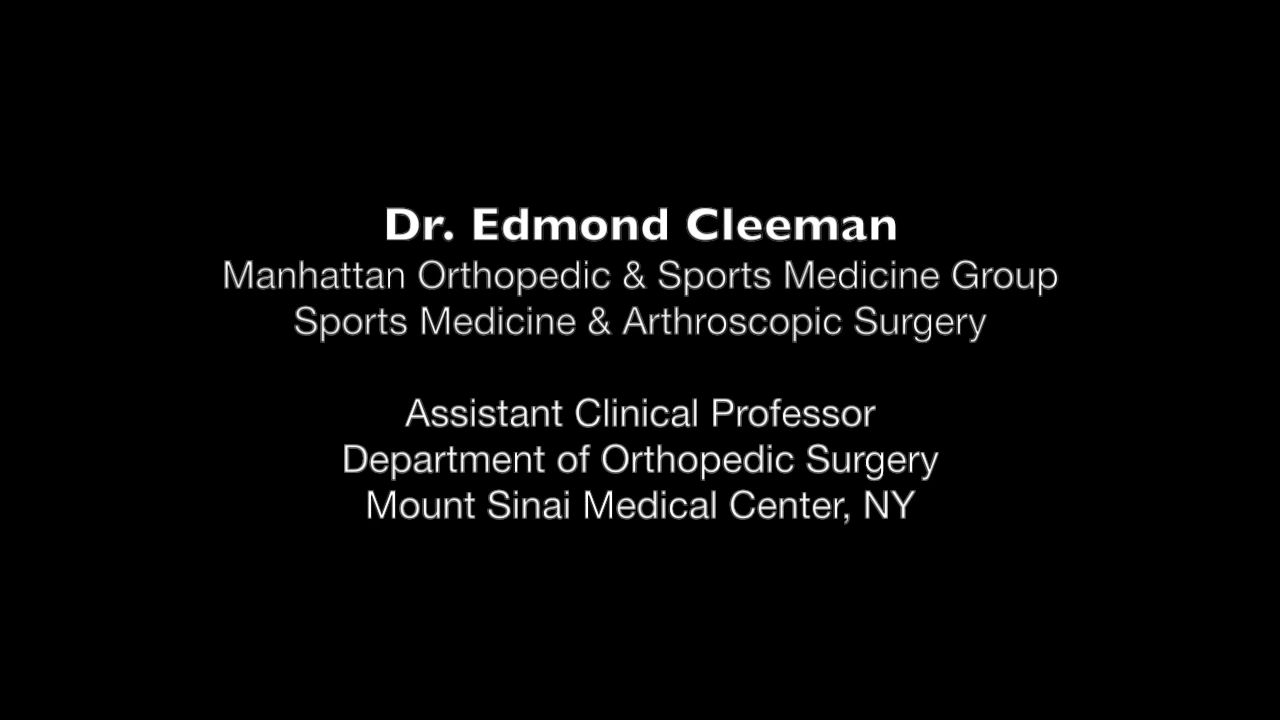 Dr. Edmond Cleeman
Manhattan Orthopedic & Sports Medicine Group
Sports Medicine & Arthroscopic Surgery
Assistant Clinical Professor
Department of Orthopedic Surgery
Mount Sinai Medical Center, NY